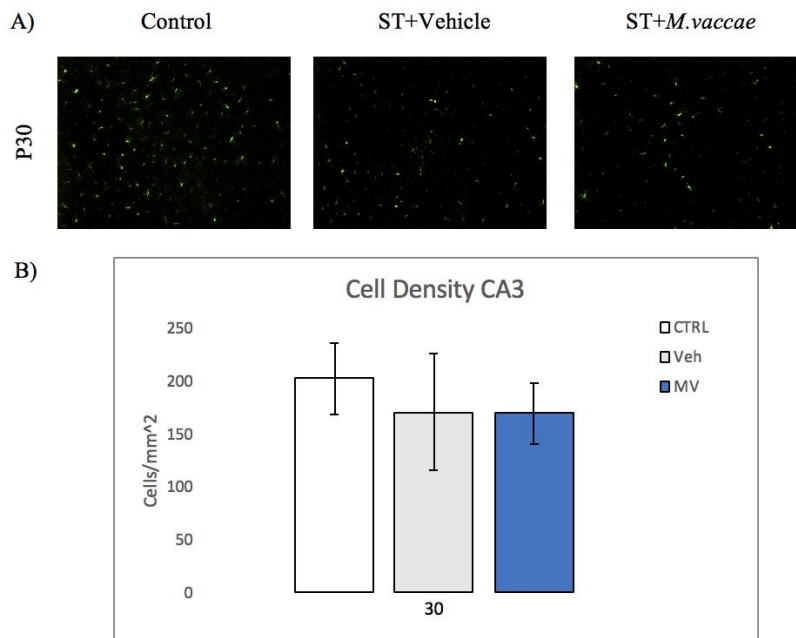 A)
Control
ST+Vehicle
ST+M.vaccae
P30
B)
Cell Density CA3
250
200
150
100
50
0
Cells/mm^2
30
CTRL
Veh
MV